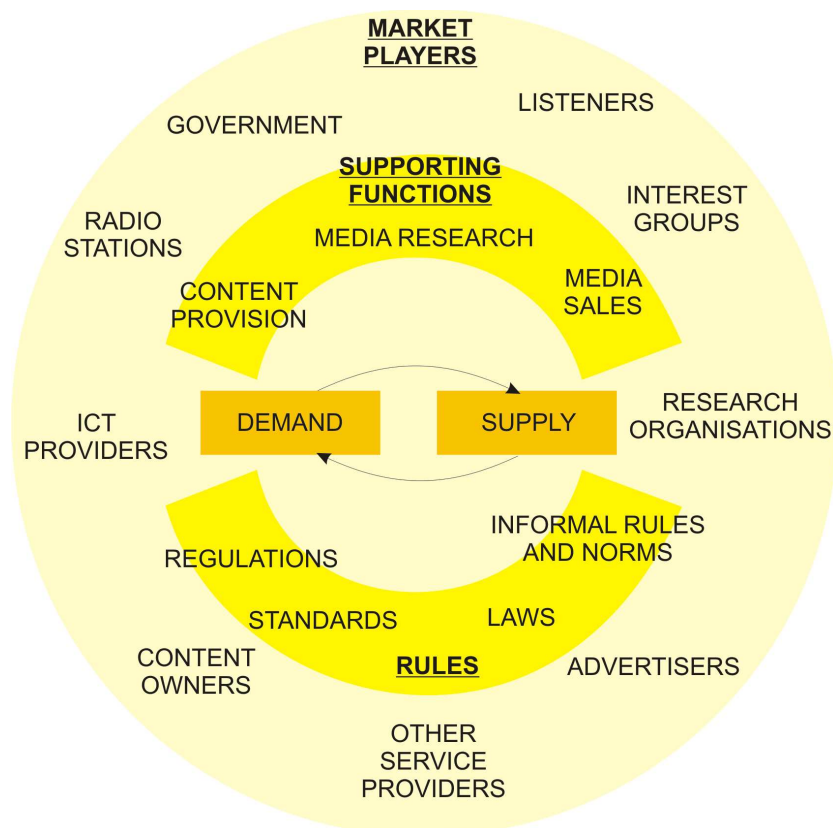 MARKET
PLAYERS
LISTENERS
GOVERNMENT
SUPPORTING
FUNCTIONS
INTEREST
GROUPS
RADIO
STATIONS
MEDIA RESEARCH
MEDIA
SALES
CONTENT
PROVISION
ICT
PROVIDERS
DEMAND
SUPPLY
RESEARCH
ORGANISATIONS
INFORMAL RULES
AND NORMS
REGULATIONS
STANDARDS
LAWS
RULES
CONTENT
OWNERS
ADVERTISERS
OTHER
SERVICE
PROVIDERS